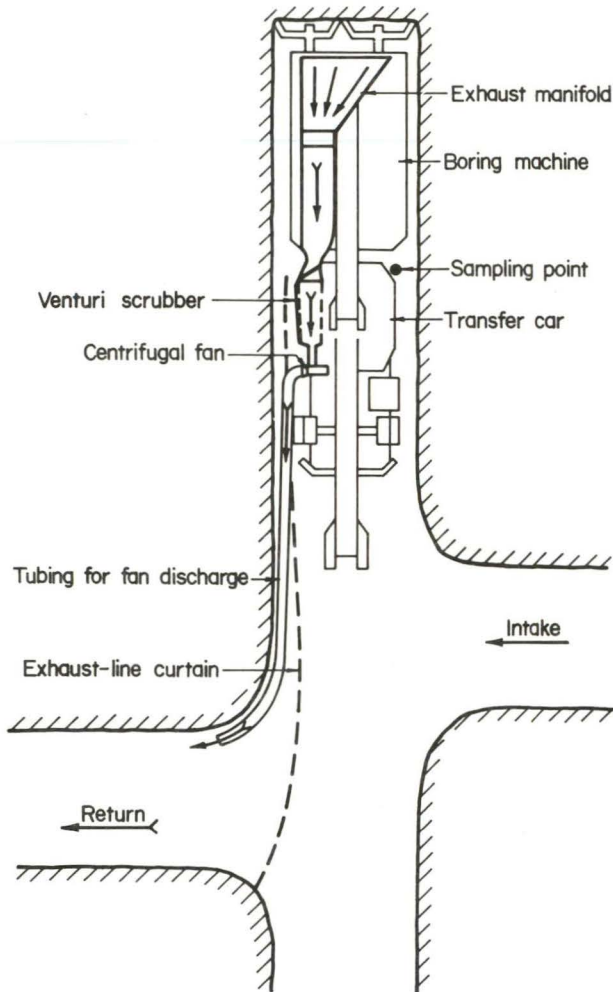 Exhaust manifold
Boring machine
Sampling point
Venturi scrubber
Transfer car
Centrifugal fan
Tubing for fan discharge
Intake
Exhaust-line curtain
Return